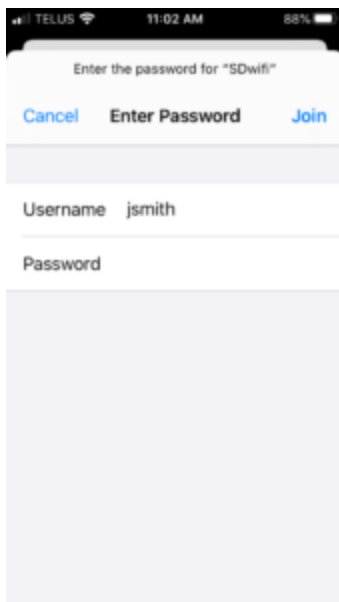 TELUS 11:02 AM 88%
Enter the password for "SDwifi"
Cancel Enter Password Join
Username jsmith
Password